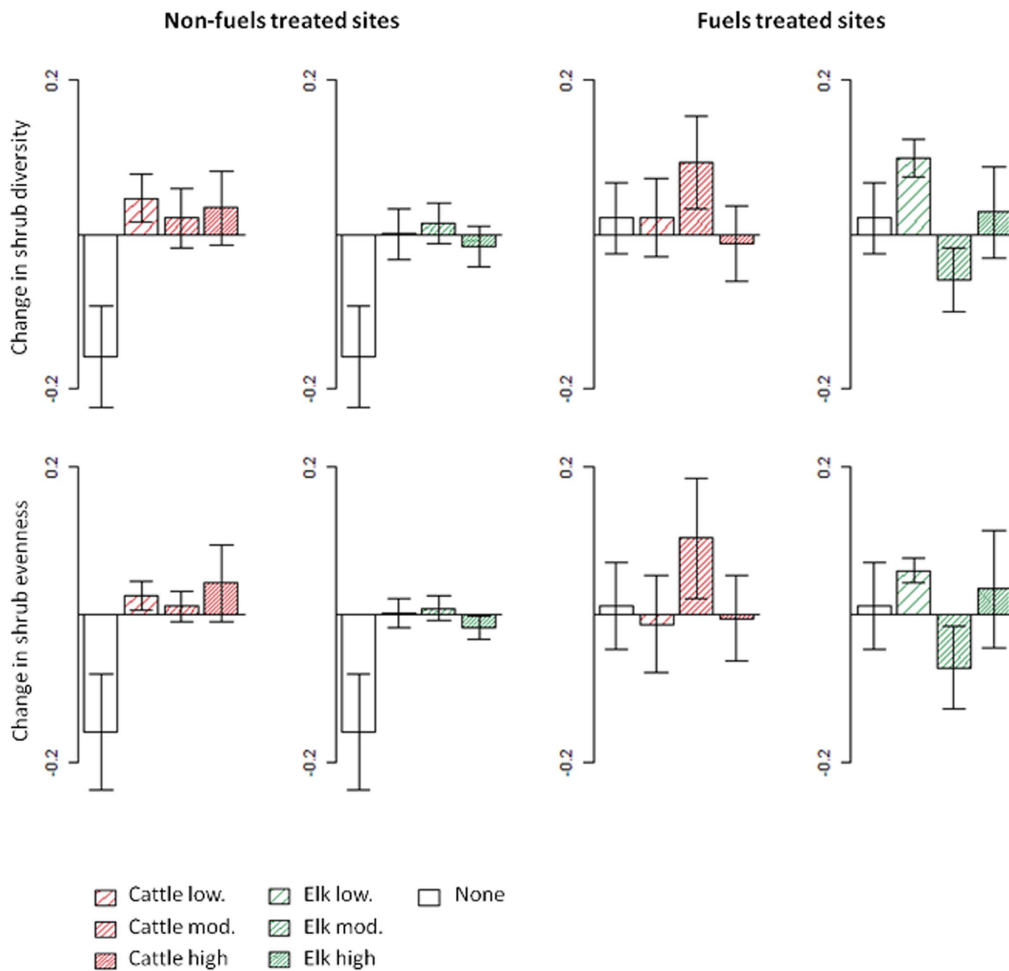 Non-fuels treated sites Fuels treated sites
Change in shrub diversity
0.2 0.2 0.2 0.2
-0.2 -0.2 -0.2 -0.2
Change in shrub evenness
0.2 0.2 0.2 0.2
-0.2 -0.2 -0.2 -0.2
Cattle low. Elk low. None
Cattle mod. Elk mod.
Cattle high Elk high